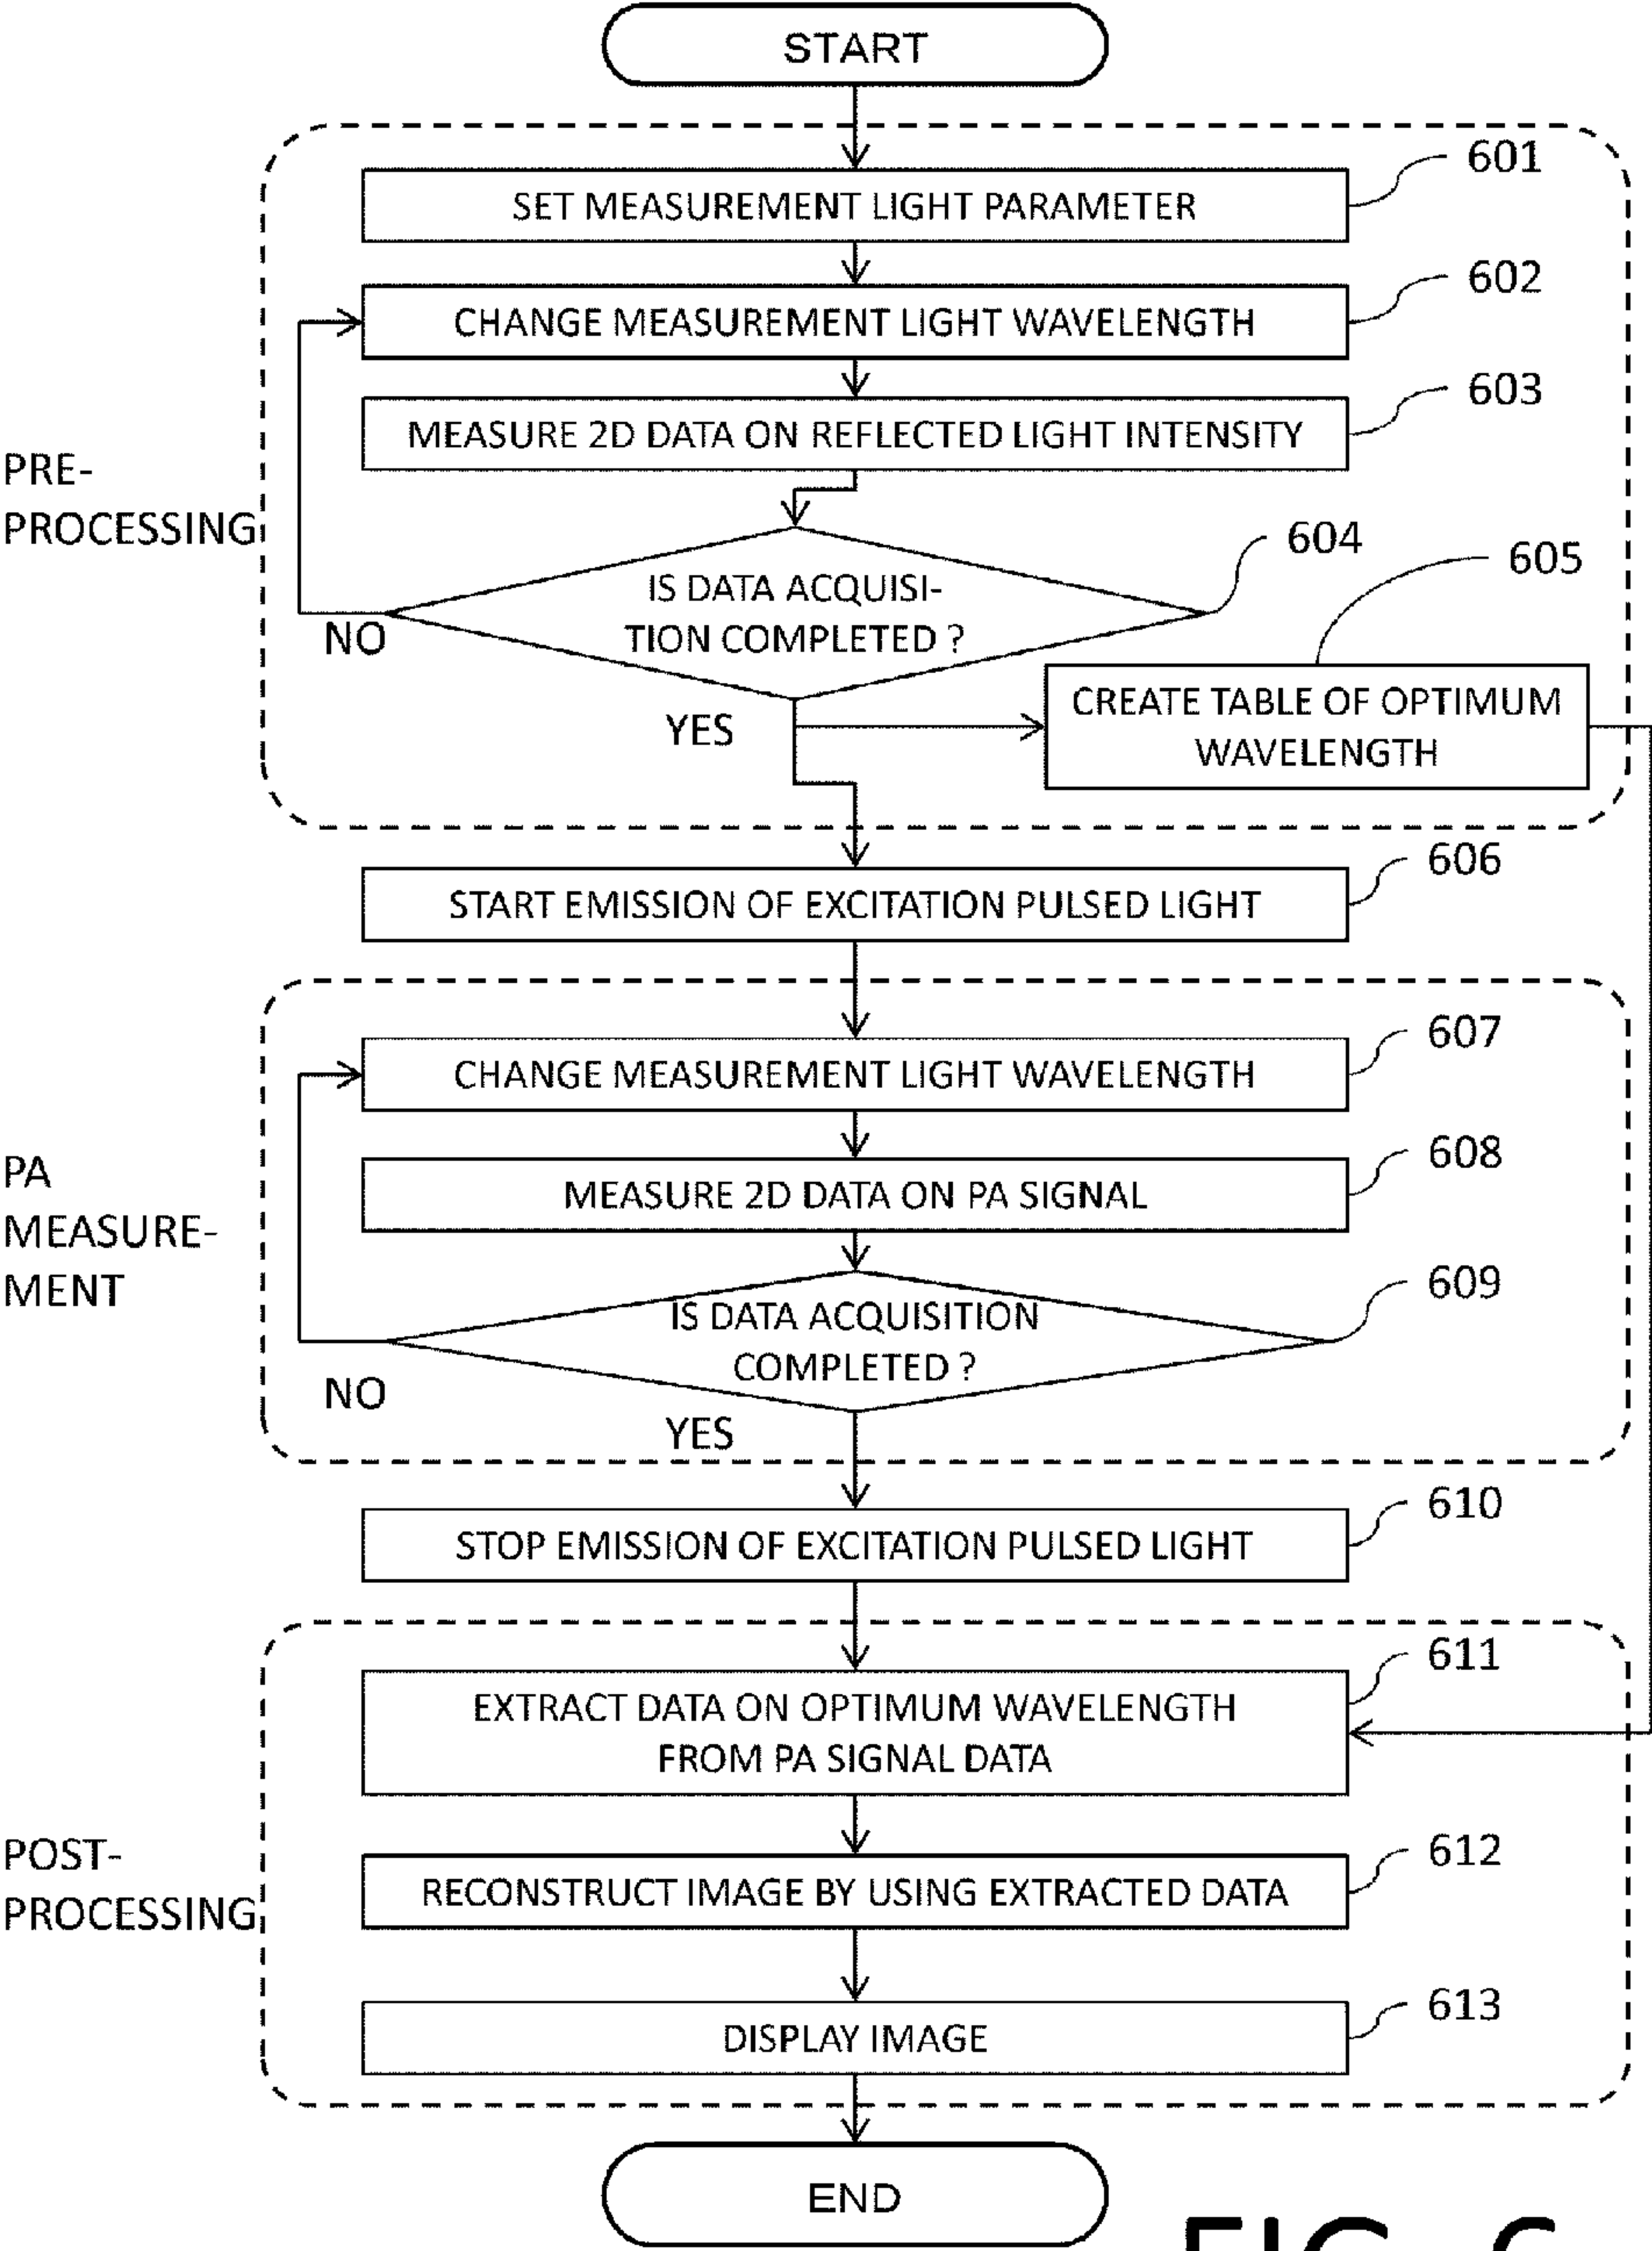 START
601
SET MEASUREMENT LIGHT PARAMETER
602
CHANGE MEASUREMENT LIGHT WAVELENGTH
603
MEASURE 2D DATA ON REFLECTED LIGHT INTENSITY
PRE-
PROCESSING
604
IS DATA ACQUISI-
TION COMPLETED ?
NO
605
YES
CREATE TABLE OF OPTIMUM
WAVELENGTH
606
START EMISSION OF EXCITATION PULSED LIGHT
607
CHANGE MEASUREMENT LIGHT WAVELENGTH
608
MEASURE 2D DATA ON PA SIGNAL
PA
MEASURE-
MENT
609
IS DATA ACQUISITION
COMPLETED ?
NO
YES
610
STOP EMISSION OF EXCITATION PULSED LIGHT
611
EXTRACT DATA ON OPTIMUM WAVELENGTH
FROM PA SIGNAL DATA
POST-
PROCESSING
612
RECONSTRUCT IMAGE BY USING EXTRACTED DATA
613
DISPLAY IMAGE
END